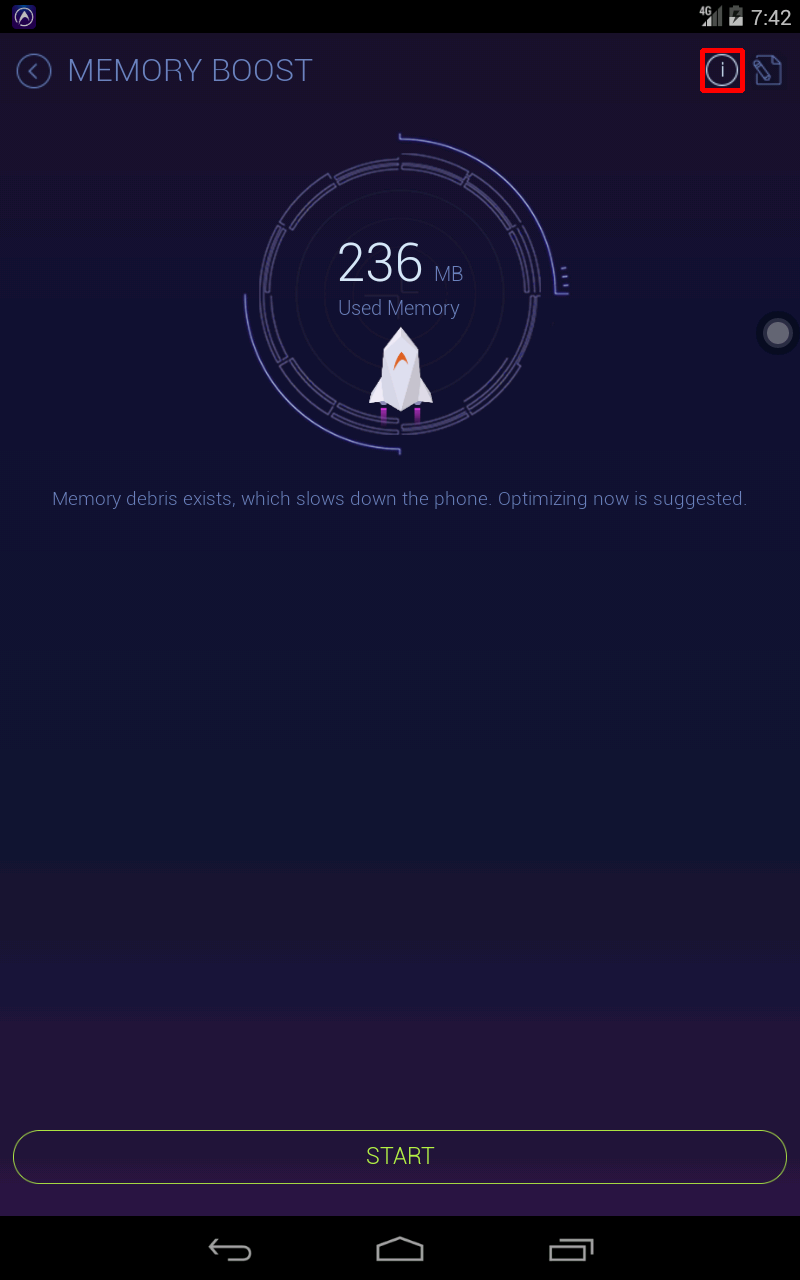 4G 7:42
MEMORY BOOST
i
236 MB
Used Memory
Memory debris exists, which slows down the phone. Optimizing now is suggested.
START